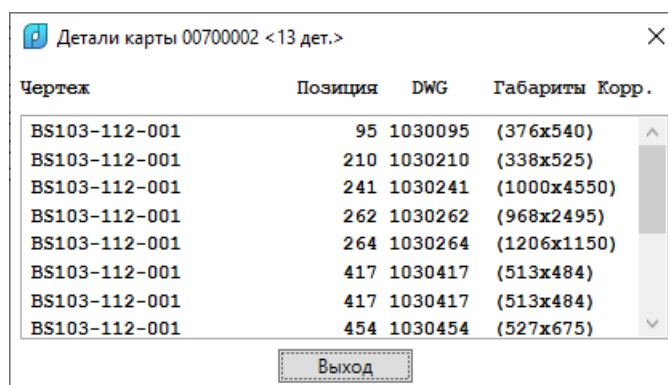 Детали карты 00700002 <13 дет.>
Чертеж Позиция DWG Габариты Корр.
BS103-112-001 95 1030095 (376x540)
BS103-112-001 210 1030210 (338x525)
BS103-112-001 241 1030241 (1000x4550)
BS103-112-001 262 1030262 (968x2495)
BS103-112-001 264 1030264 (1206x1150)
BS103-112-001 417 1030417 (513x484)
BS103-112-001 417 1030417 (513x484)
BS103-112-001 454 1030454 (527x675)
Выход